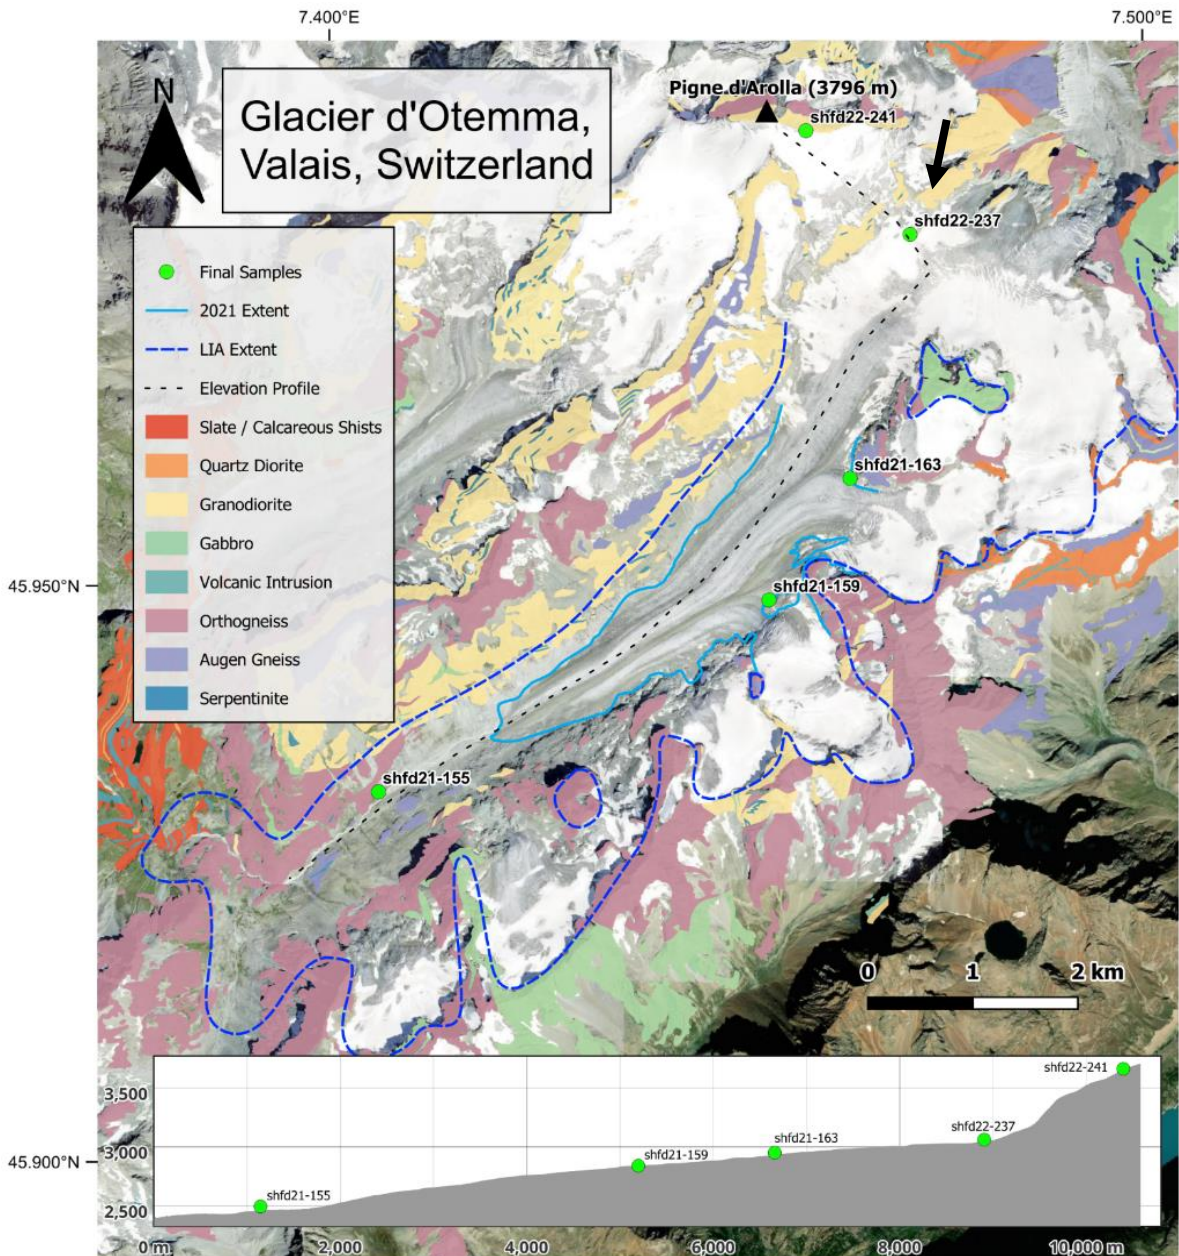 7.400°E
7.500°E
N
Glacier d'Otemma,
Valais, Switzerland
Pigne d'Arolla (3796 m)
shfd22-241
shfd22-237
Final Samples
2021 Extent
LIA Extent
Elevation Profile
Slate / Calcareous Shists
Quartz Diorite
Granodiorite
Gabbro
Volcanic Intrusion
Orthogneiss
Augen Gneiss
Serpentinite
shfd21-163
45.950°N
shfd21-159
shfd21-155
0 1 2 km
shfd22-241
3,500
shfd22-237
3,000
shfd21-163
shfd21-159
45.900°N
shfd21-155
2,500
0 m 2,000 4,000 6,000 8,000 10,000 m